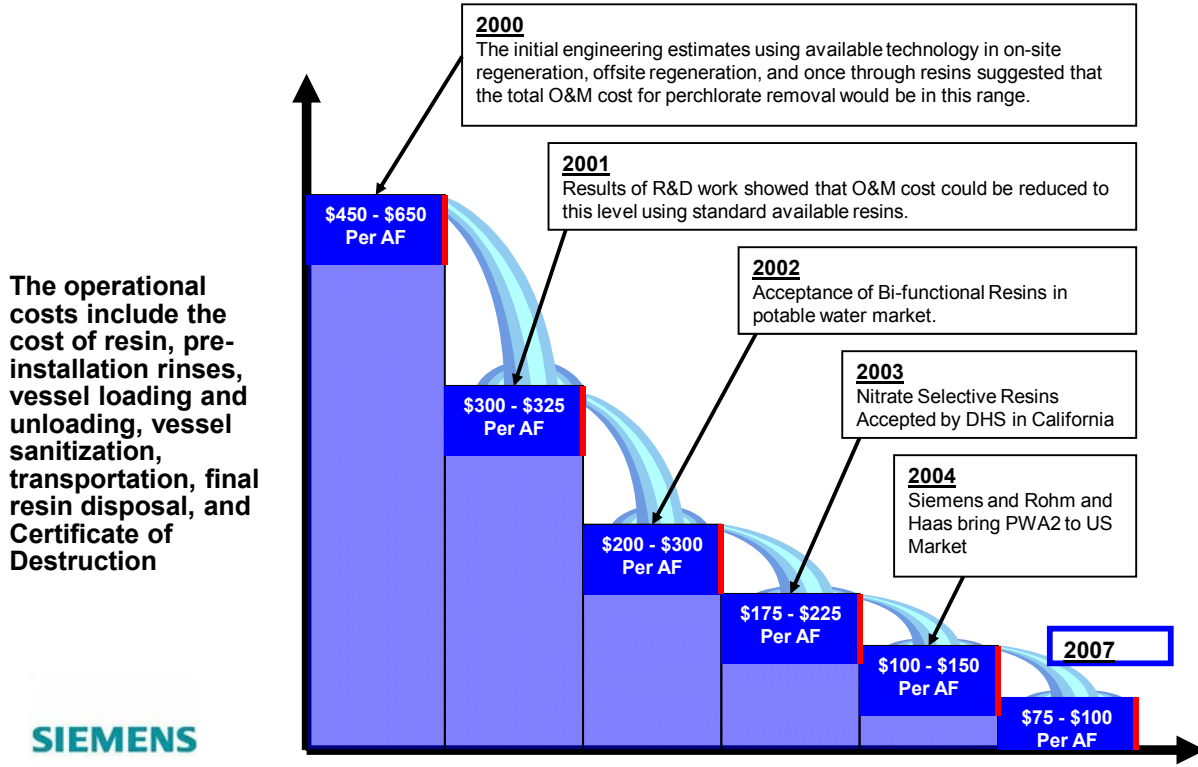 2000
The initial engineering estimates using available technology in on-site
regeneration, offsite regeneration, and once through resins suggested that
the total O&M cost for perchlorate removal would be in this range.
2001
Results of R&D work showed that O&M cost could be reduced to
this level using standard available resins.
2002
Acceptance of Bi-functional Resins in
potable water market.
2003
Nitrate Selective Resins
Accepted by DHS in California
2004
Siemens and Rohm and
Haas bring PWA2 to US
Market
2007
$450 - $650
Per AF
$300 - $325
Per AF
$200 - $300
Per AF
$175 - $225
Per AF
$100 - $150
Per AF
$75 - $100
Per AF
The operational
costs include the
cost of resin, pre-
installation rinses,
vessel loading and
unloading, vessel
sanitization,
transportation, final
resin disposal, and
Certificate of
Destruction
SIEMENS